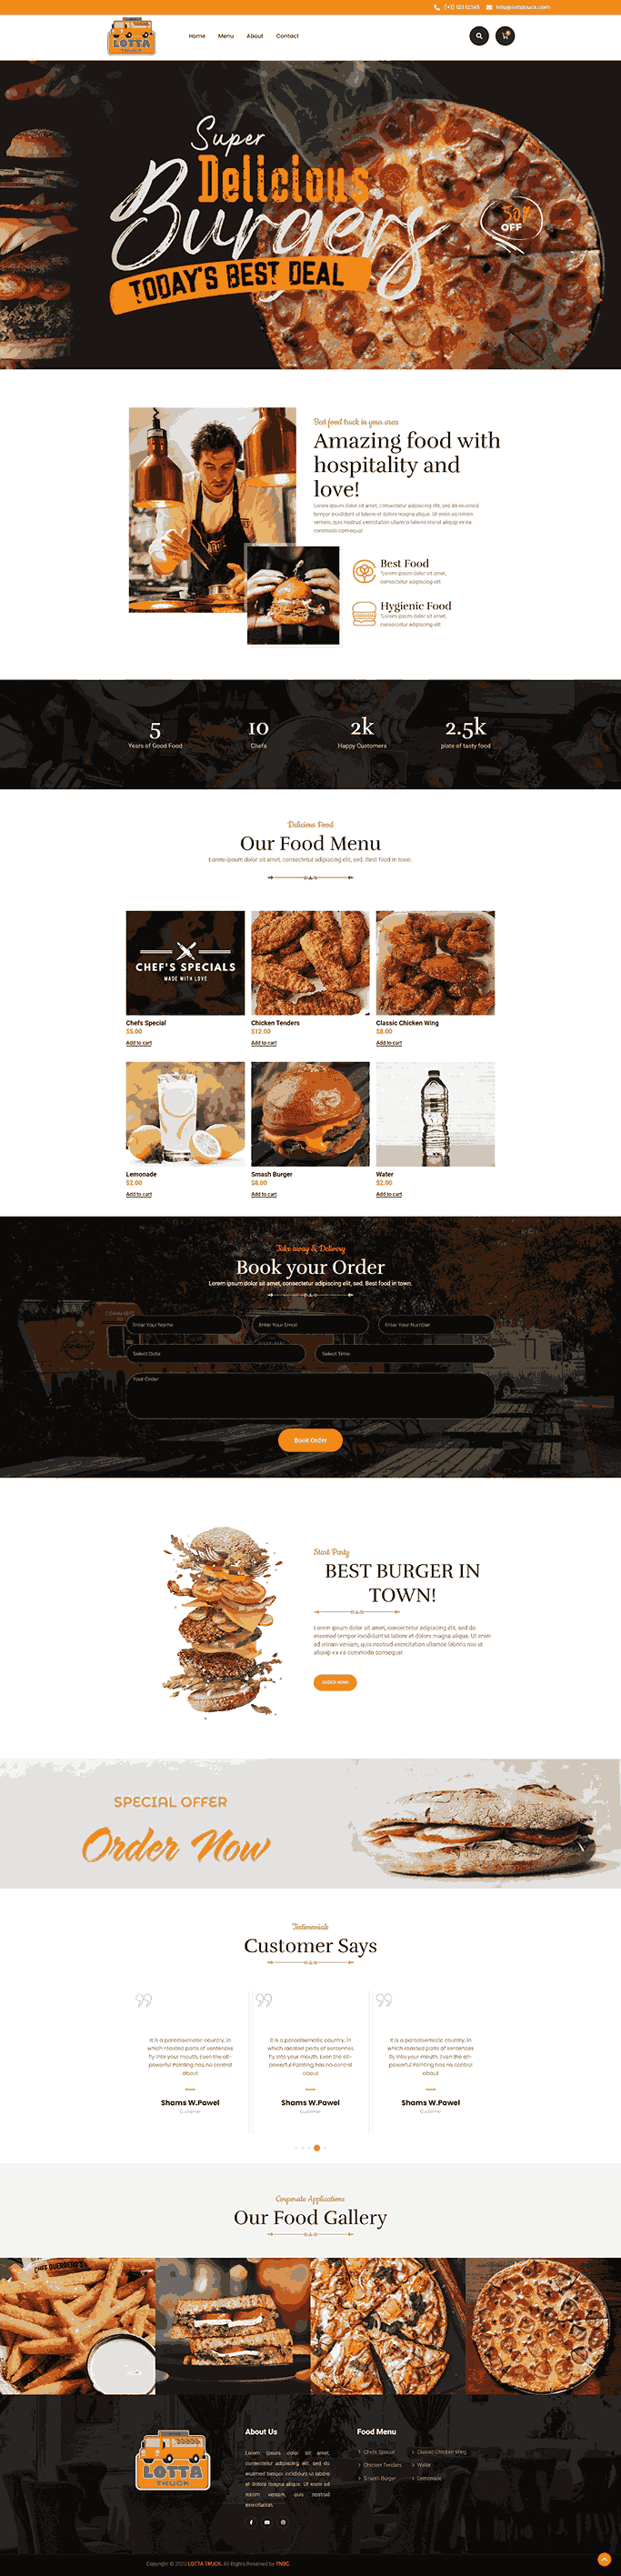 (+1) 123 12345 info@lottatruck.com
LOTTA
TRUCK
Home Menu About Contact
Super
Delicious
Burgers
50%
OFF
TODAY'S BEST DEAL
Best food truck in your area
Amazing food with
hospitality and
love!
Lorem ipsum dolor sit amet, consectetur adipiscing elit, sed do eiusmod
tempor incididunt ut labore et dolore magna aliqua. Ut enim ad minim
veniam, quis nostrud exercitation ullamco laboris nisi ut aliquip ex ea
commodo consequat
Best Food
"Lorem ipsum dolor sit amet,
consectetur adipiscing elit
Hygienic Food
"Lorem ipsum dolor sit amet,
consectetur adipiscing elit
5 10 2k 2.5k
Years of Good Food Chefs Happy Customers plate of tasty food
Delicious Food
Our Food Menu
Lorem ipsum dolor sit amet, consectetur adipiscing elit, sed. Best food in town.
CHEF'S SPECIALS
MADE WITH LOVE
Chefs Special Chicken Tenders Classic Chicken Wing
$5.00 $12.00 $8.00
Add to cart Add to cart Add to cart
Lemonade Smash Burger Water
$2.00 $8.00 $2.00
Add to cart Add to cart Add to cart
Take away & Delivery
Book your Order
Lorem ipsum dolor sit amet, consectetur adipiscing elit, sed. Best food in town.
Enter Your Name Enter Your Email Enter Your Number
Select Date Select Time
Your Order
Book Order
Start Party
BEST BURGER IN
TOWN!
Lorem ipsum dolor sit amet, consectetur adipiscing elit, sed do
eiusmod tempor incididunt ut labore et dolore magna aliqua. Ut enim
ad minim veniam, quis nostrud exercitation ullamco laboris nisi ut
aliquip ex ea commodo consequat
ORDER NOW
SPECIAL OFFER
Order Now
Testimonials
Customer Says
It is a paradisematic country, in
which roasted parts of sentences
fly into your mouth. Even the all-
powerful Pointing has no control
about
Shams W.Pawel
Customer
It is a paradisematic country, in
which roasted parts of sentences
fly into your mouth. Even the all-
powerful Pointing has no control
about
Shams W.Pawel
Customer
It is a paradisematic country, in
which roasted parts of sentences
fly into your mouth. Even the all-
powerful Pointing has no control
about
Shams W.Pawel
Customer
Corporate Applications
Our Food Gallery
LOTTA
TRUCK
About Us
Lorem ipsum dolor sit amet,
consectetur adipiscing elit, sed do
eiusmod tempor incididunt ut labore
et dolore magna aliqua. Ut enim ad
minim veniam, quis nostrud
exercitation.
Food Menu
Chefs Special Classic Chicken Wing
Chicken Tenders Water
Smash Burger Lemonade
Copyright © 2023 LOTTA TRUCK. All Rights Reserved by TNBC